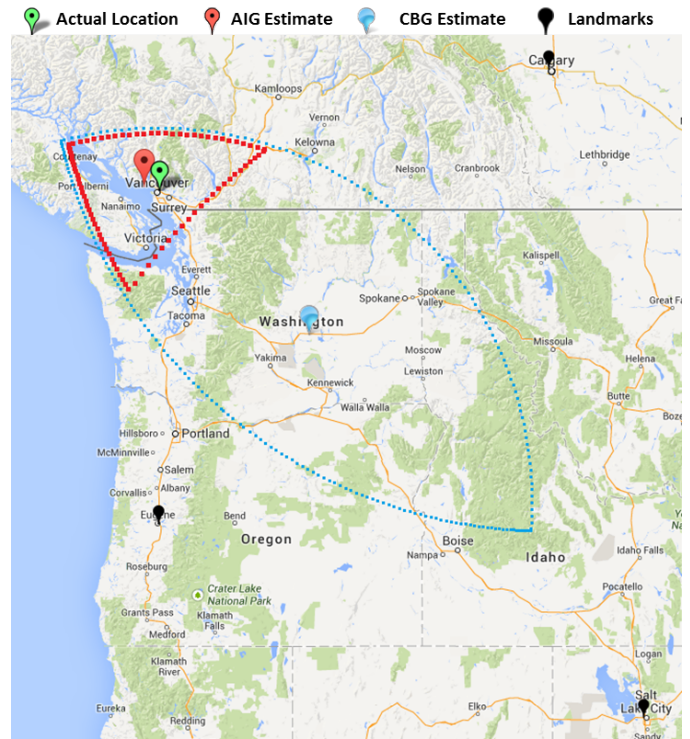 Actual Location AIG Estimate CBG Estimate Landmarks
Calgary
Kamloops
Vernon
Kelowna
Courtenay
Port Alberni
Vancouver
Nanaimo
Surrey
Nelson
Cranbrook
Lethbridge
Victoria
Kalispell
Everett
Seattle
Spokane
Spokane
Valley
Great Fa
Tacoma
Washington
Missoula
Helena
Yakima
Moscow
Lewiston
Kennewick
Walla Walla
Butte
Boze
Hillsboro
Portland
McMinnville
Salem
Corvallis
Albany
Eugene
Bend
Oregon
Boise
Nampa
Idaho
Idaho Falls
Roseburg
Crater Lake
National Park
Pocatello
Grants Pass
Klamath
Falls
Medford
Klamath
River
Logan
Eureka
Redding
Elko
Salt
Lake City
Sandy